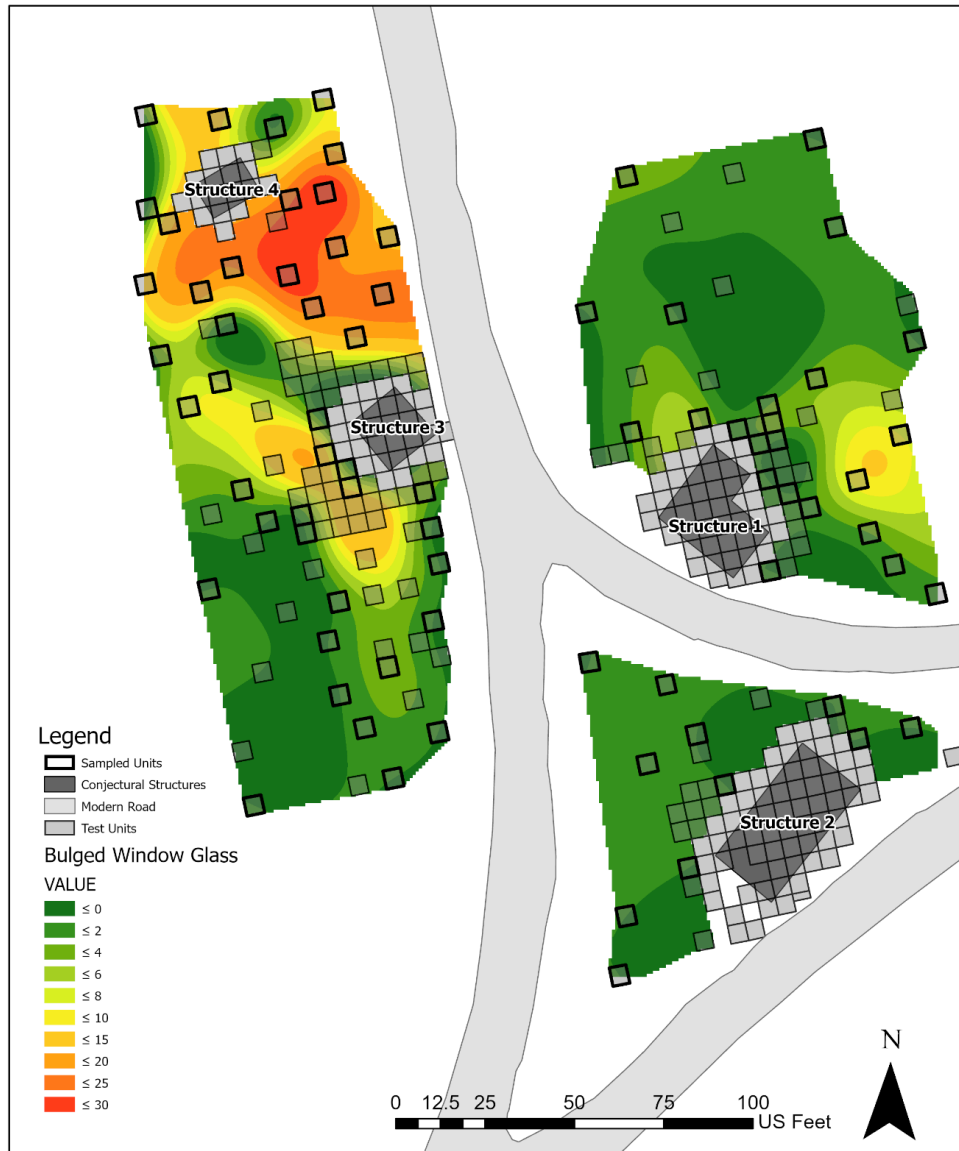 Structure 4
Structure 3
Structure 1
Structure 2
Legend
Sampled Units
Conjectural Structures
Modern Road
Test Units
Bulged Window Glass
VALUE
≤ 0
≤ 2
≤ 4
≤ 6
≤ 8
≤ 10
≤ 15
≤ 20
≤ 25
≤ 30
N
0 12.5 25 50 75 100
US Feet